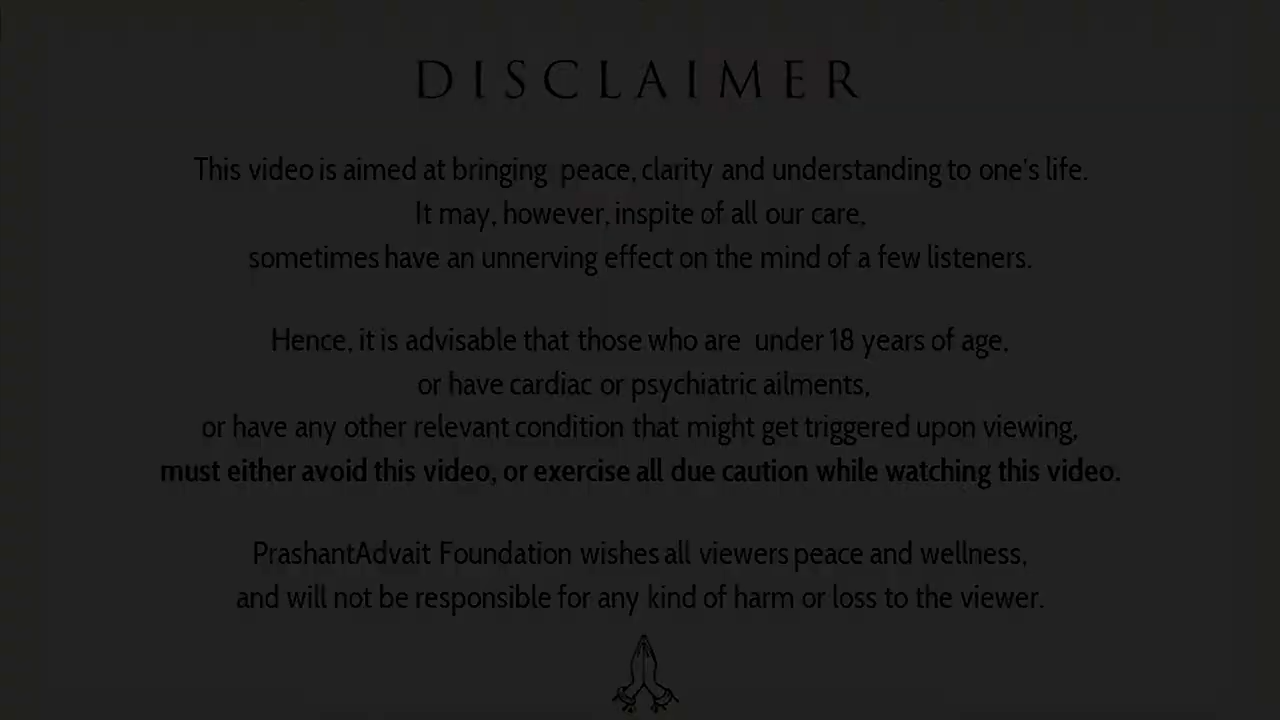 DISCLAIMER
This video is aimed at bringing peace, clarity and understanding to one's life.
It may, however, inspite of all our care,
sometimes have an unnerving effect on the mind of a few listeners.
Hence, it is advisable that those who are under 18 years of age,
or have cardiac or psychiatric ailments,
or have any other relevant condition that might get triggered upon viewing,
must either avoid this video, or exercise all due caution while watching this video.
PrashantAdvait Foundation wishes all viewers peace and wellness,
and will not be responsible for any kind of harm or loss to the viewer.